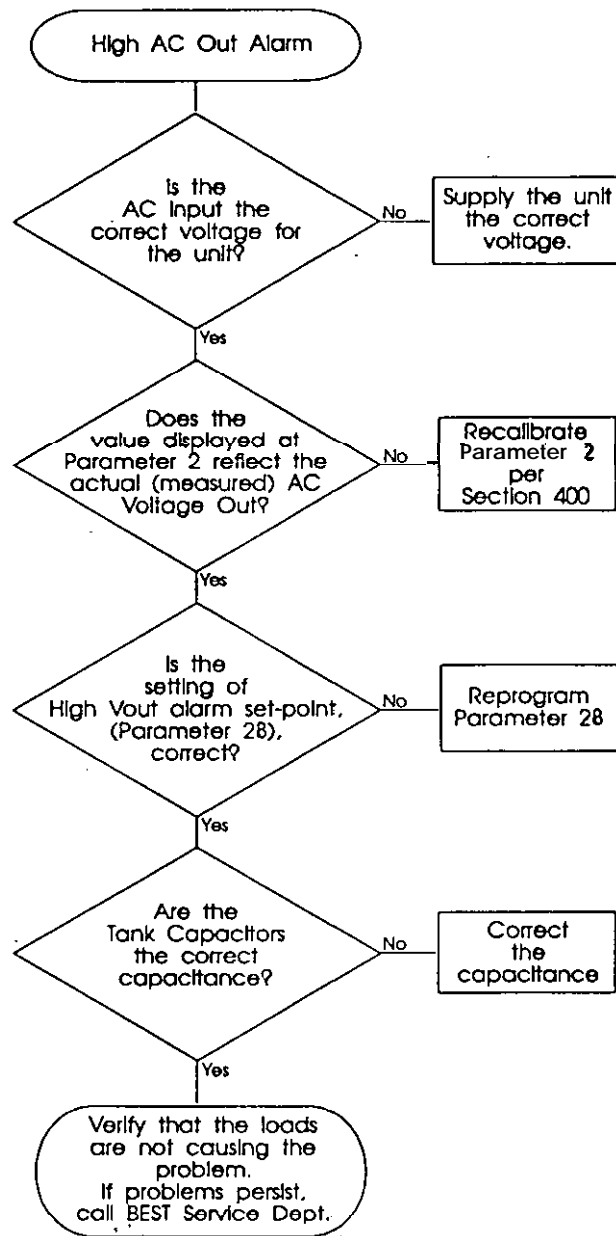 High AC Out Alarm
Is the
AC Input the
correct voltage for
the unit?
No
Supply the unit
the correct
voltage.
Yes
Does the
value displayed at
Parameter 2 reflect the
actual (measured) AC
Voltage Out?
No
Recalibrate
Parameter 2
per
Section 400
Yes
Is the
setting of
High Vout alarm set-point,
(Parameter 28),
correct?
No
Reprogram
Parameter 28
Yes
Are the
Tank Capacitors
the correct
capacitance?
No
Correct
the
capacitance
Yes
Verify that the loads
are not causing the
problem.
If problems persist,
call BEST Service Dept.